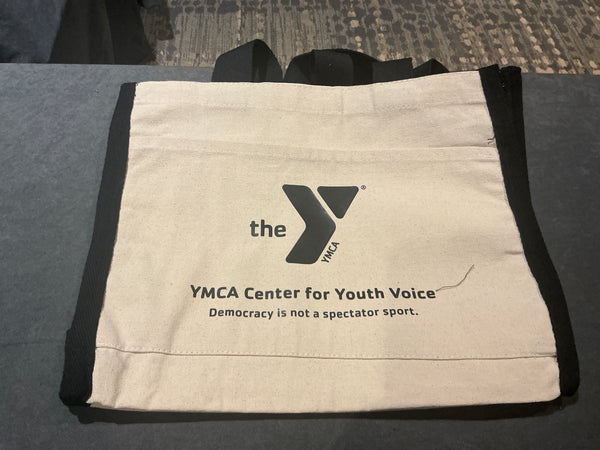 the
YMCA
YMCA Center for Youth Voice
Democracy is not a spectator sport.